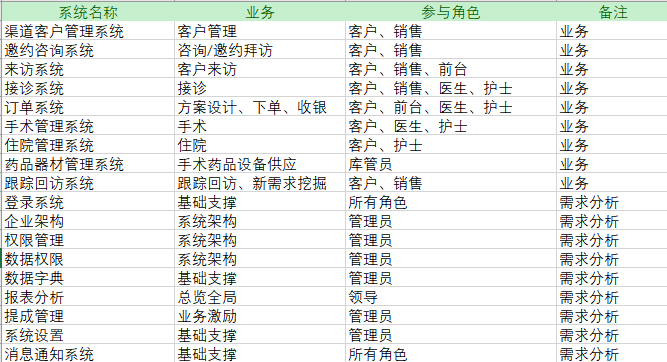 系统名称 业务 参与角色 备注
渠道客户管理系统 客户管理 客户、销售 业务
邀约咨询系统 咨询/邀约拜访 客户、销售 业务
来访系统 客户来访 客户、销售、前台 业务
接诊系统 接诊 客户、销售、医生、护士 业务
订单系统 方案设计、下单、收银 客户、前台、医生、护士 业务
手术管理系统 手术 客户、医生、护士 业务
住院管理系统 住院 客户、护士 业务
药品器材管理系统 手术药品设备供应 库管员 业务
跟踪回访系统 跟踪回访、新需求挖掘 客户、销售 业务
登录系统 基础支撑 所有角色 需求分析
企业架构 系统架构 管理员 需求分析
权限管理 系统架构 管理员 需求分析
数据权限 系统架构 管理员 需求分析
数据字典 基础支撑 管理员 需求分析
报表分析 总览全局 领导 需求分析
提成管理 业务激励 管理员 需求分析
系统设置 基础支撑 管理员 需求分析
消息通知系统 基础支撑 所有角色 需求分析